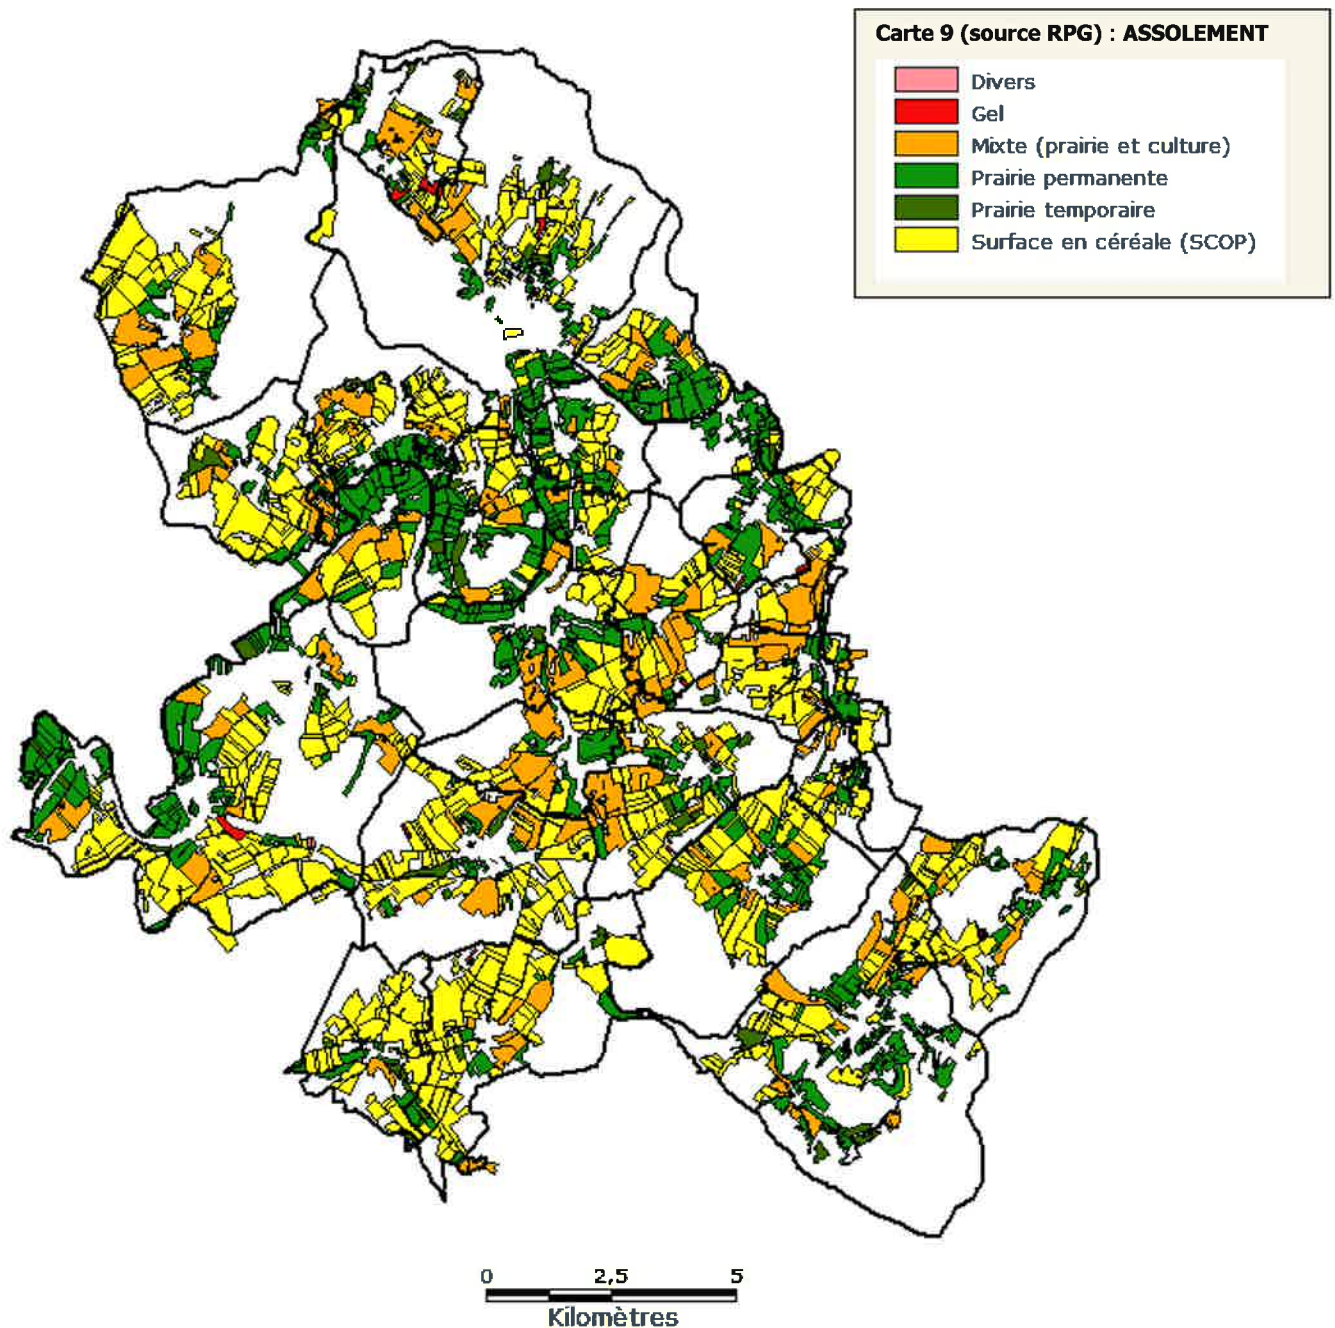 Carte 9 (source RPG) : ASSOLEMENT
Divers
Gel
Mixte (prairie et culture)
Prairie permanente
Prairie temporaire
Surface en céréale (SCOP)
0 2,5 5
Kilomètres